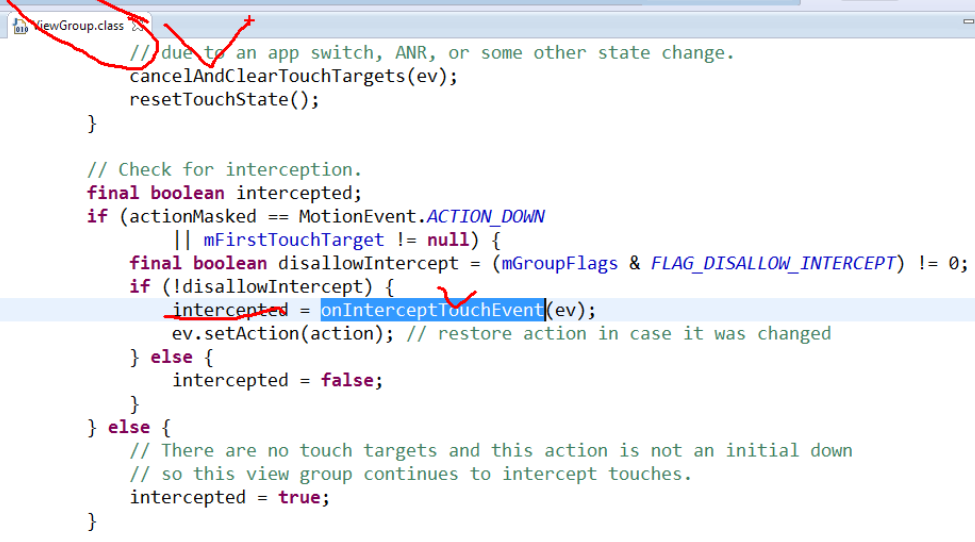 ViewGroup.class
// due to an app switch, ANR, or some other state change.
cancelAndClearTouchTargets(ev);
resetTouchState();
}
// Check for interception.
final boolean intercepted;
if (actionMasked == MotionEvent.ACTION_DOWN
|| mFirstTouchTarget != null) {
final boolean disallowIntercept = (mGroupFlags & FLAG_DISALLOW_INTERCEPT) != 0;
if (!disallowIntercept) {
intercepted = onInterceptTouchEvent(ev);
ev.setAction(action); // restore action in case it was changed
} else {
intercepted = false;
}
} else {
// There are no touch targets and this action is not an initial down
// so this view group continues to intercept touches.
intercepted = true;
}